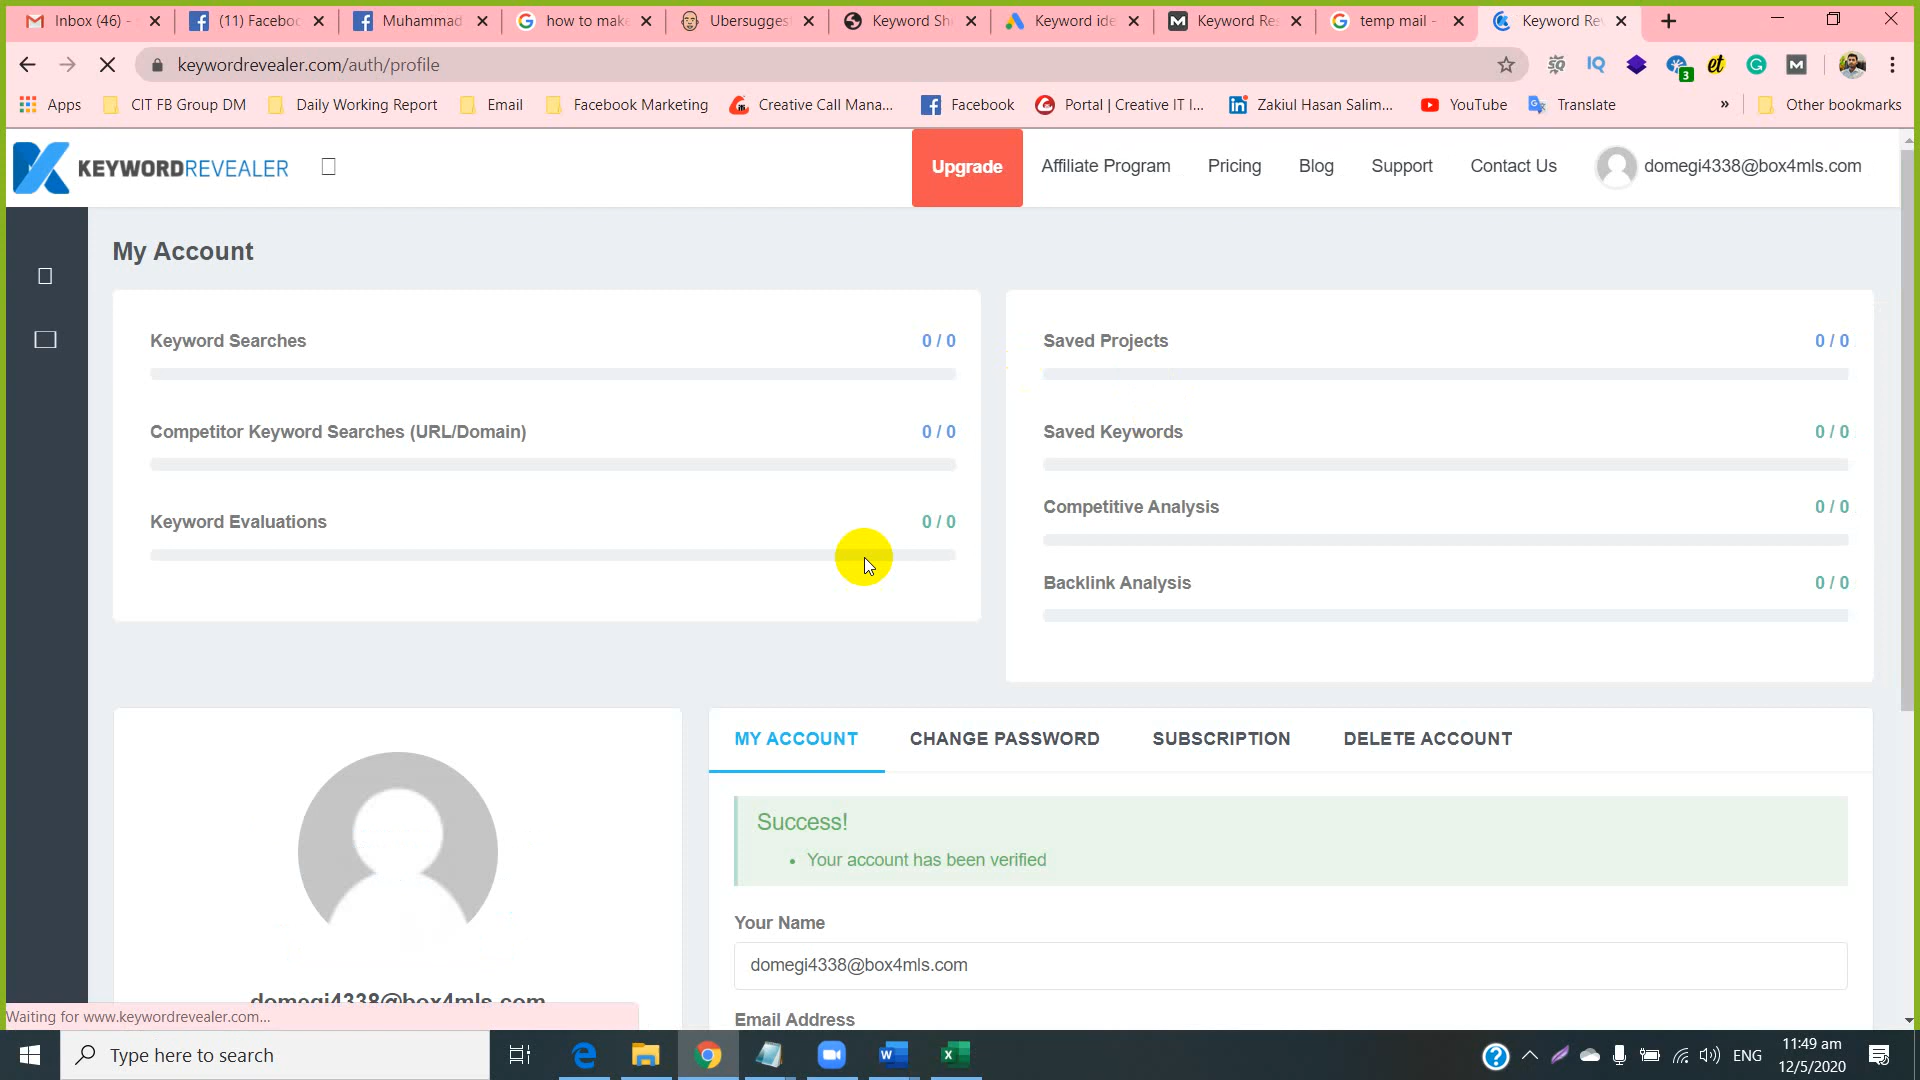 Inbox (46) -
(11) Faceboo
Muhammad
how to make
Ubersuggest
Keyword Sh
Keyword ide
Keyword Res
temp mail -
Keyword Rev
keywordrevealer.com/auth/profile
Apps
CIT FB Group DM
Daily Working Report
Email
Facebook Marketing
Creative Call Mana...
Facebook
Portal | Creative IT I...
Zakiul Hasan Salim...
YouTube
Translate
»
Other bookmarks
KEYWORDREVEALER
Upgrade
Affiliate Program
Pricing
Blog
Support
Contact Us
domegi4338@box4mls.com
My Account
Keyword Searches
0 / 0
Competitor Keyword Searches (URL/Domain)
0 / 0
Keyword Evaluations
0 / 0
Saved Projects
0 / 0
Saved Keywords
0 / 0
Competitive Analysis
0 / 0
Backlink Analysis
0 / 0
domegi4338@box4mls.com
MY ACCOUNT
CHANGE PASSWORD
SUBSCRIPTION
DELETE ACCOUNT
Success!
• Your account has been verified
Your Name
domegi4338@box4mls.com
Email Address
Waiting for www.keywordrevealer.com...
Type here to search
ENG
11:49 am
12/5/2020